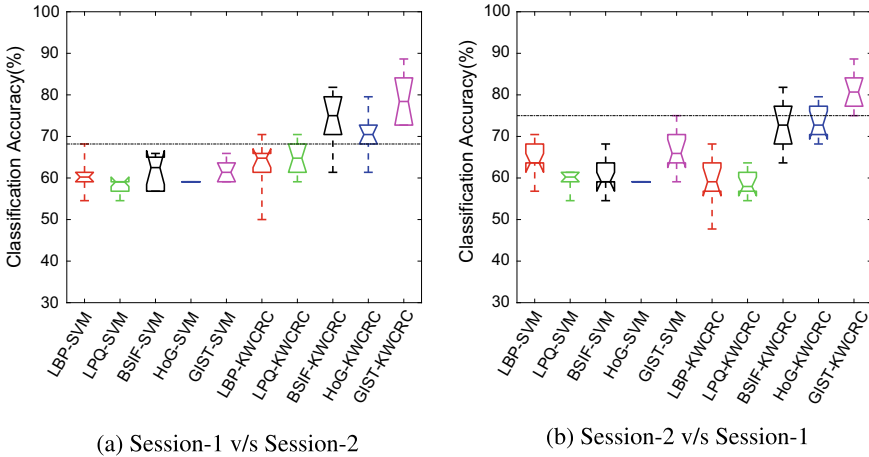 Classification Accuracy(%)
100
90
80
70
60
50
40
30
LBP-SVM
LPQ-SVM
BSIF-SVM
HoG-SVM
GIST-SVM
LBP-KWCRC
LPQ-KWCRC
BSIF-KWCRC
HoG-KWCRC
GIST-KWCRC
(a) Session-1 v/s Session-2
Classification Accuracy(%)
100
90
80
70
60
50
40
30
LBP-SVM
LPQ-SVM
BSIF-SVM
HoG-SVM
GIST-SVM
LBP-KWCRC
LPQ-KWCRC
BSIF-KWCRC
HoG-KWCRC
GIST-KWCRC
(b) Session-2 v/s Session-1